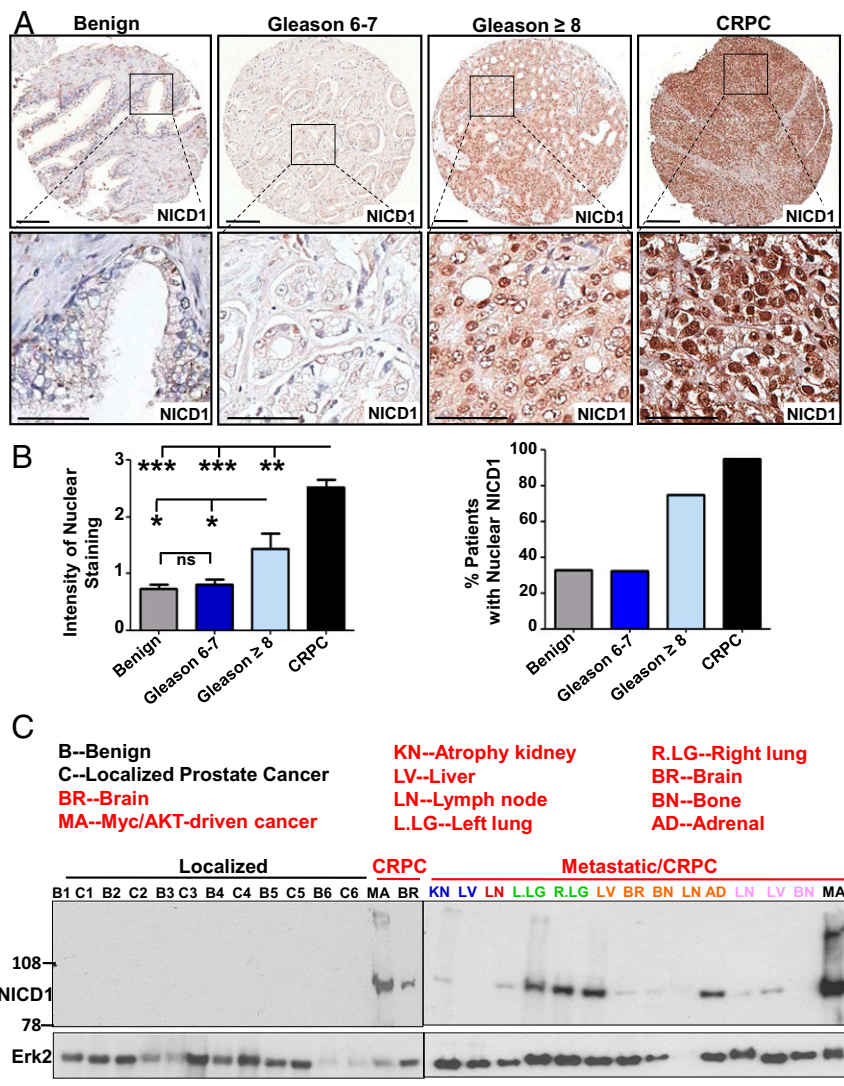 A
Benign Gleason 6-7 Gleason ≥ 8 CRPC
NICD1 NICD1 NICD1 NICD1
NICD1 NICD1 NICD1 NICD1
B
Intensity of Nuclear
Staining
3
2
1
0
*** *** **
* *
ns
Benign
Gleason 6-7
Gleason ≥ 8
CRPC
% Patients
with Nuclear NICD1
100
80
60
40
20
0
Benign
Gleason 6-7
Gleason ≥ 8
CRPC
C
B--Benign
C--Localized Prostate Cancer
BR--Brain
MA--Myc/AKT-driven cancer
KN--Atrophy kidney
LV--Liver
LN--Lymph node
L.LG--Left lung
R.LG--Right lung
BR--Brain
BN--Bone
AD--Adrenal
Localized CRPC Metastatic/CRPC
B1 C1 B2 C2 B3 C3 B4 C4 B5 C5 B6 C6 MA BR KN LV LN L.LG R.LG LV BR BN LN AD LN LV BN MA
108
NICD1
78
Erk2